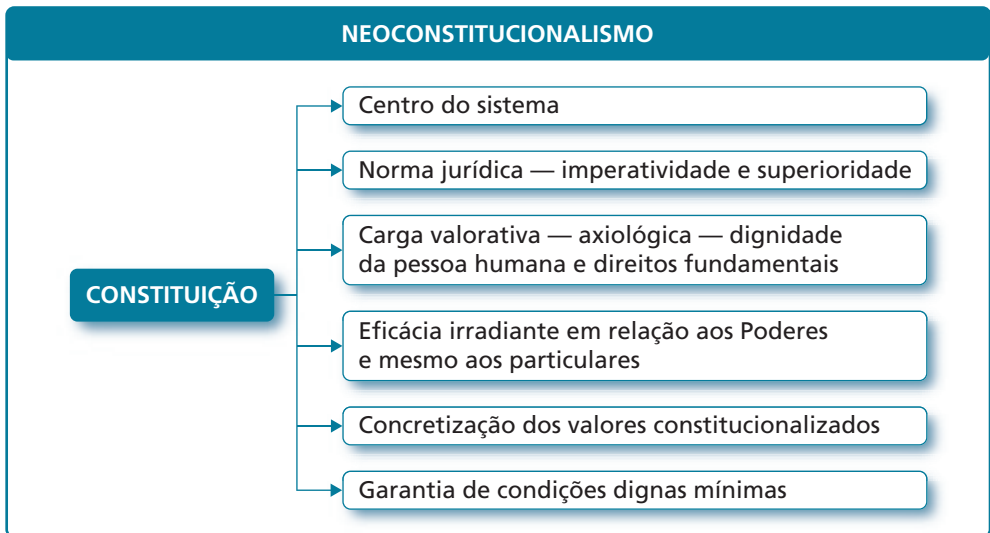 NEOCONSTITUCIONALISMO
Centro do sistema
Norma jurídica — imperatividade e superioridade
Carga valorativa — axiológica — dignidade
da pessoa humana e direitos fundamentais
CONSTITUIÇÃO
Eficácia irradiante em relação aos Poderes
e mesmo aos particulares
Concretização dos valores constitucionalizados
Garantia de condições dignas mínimas